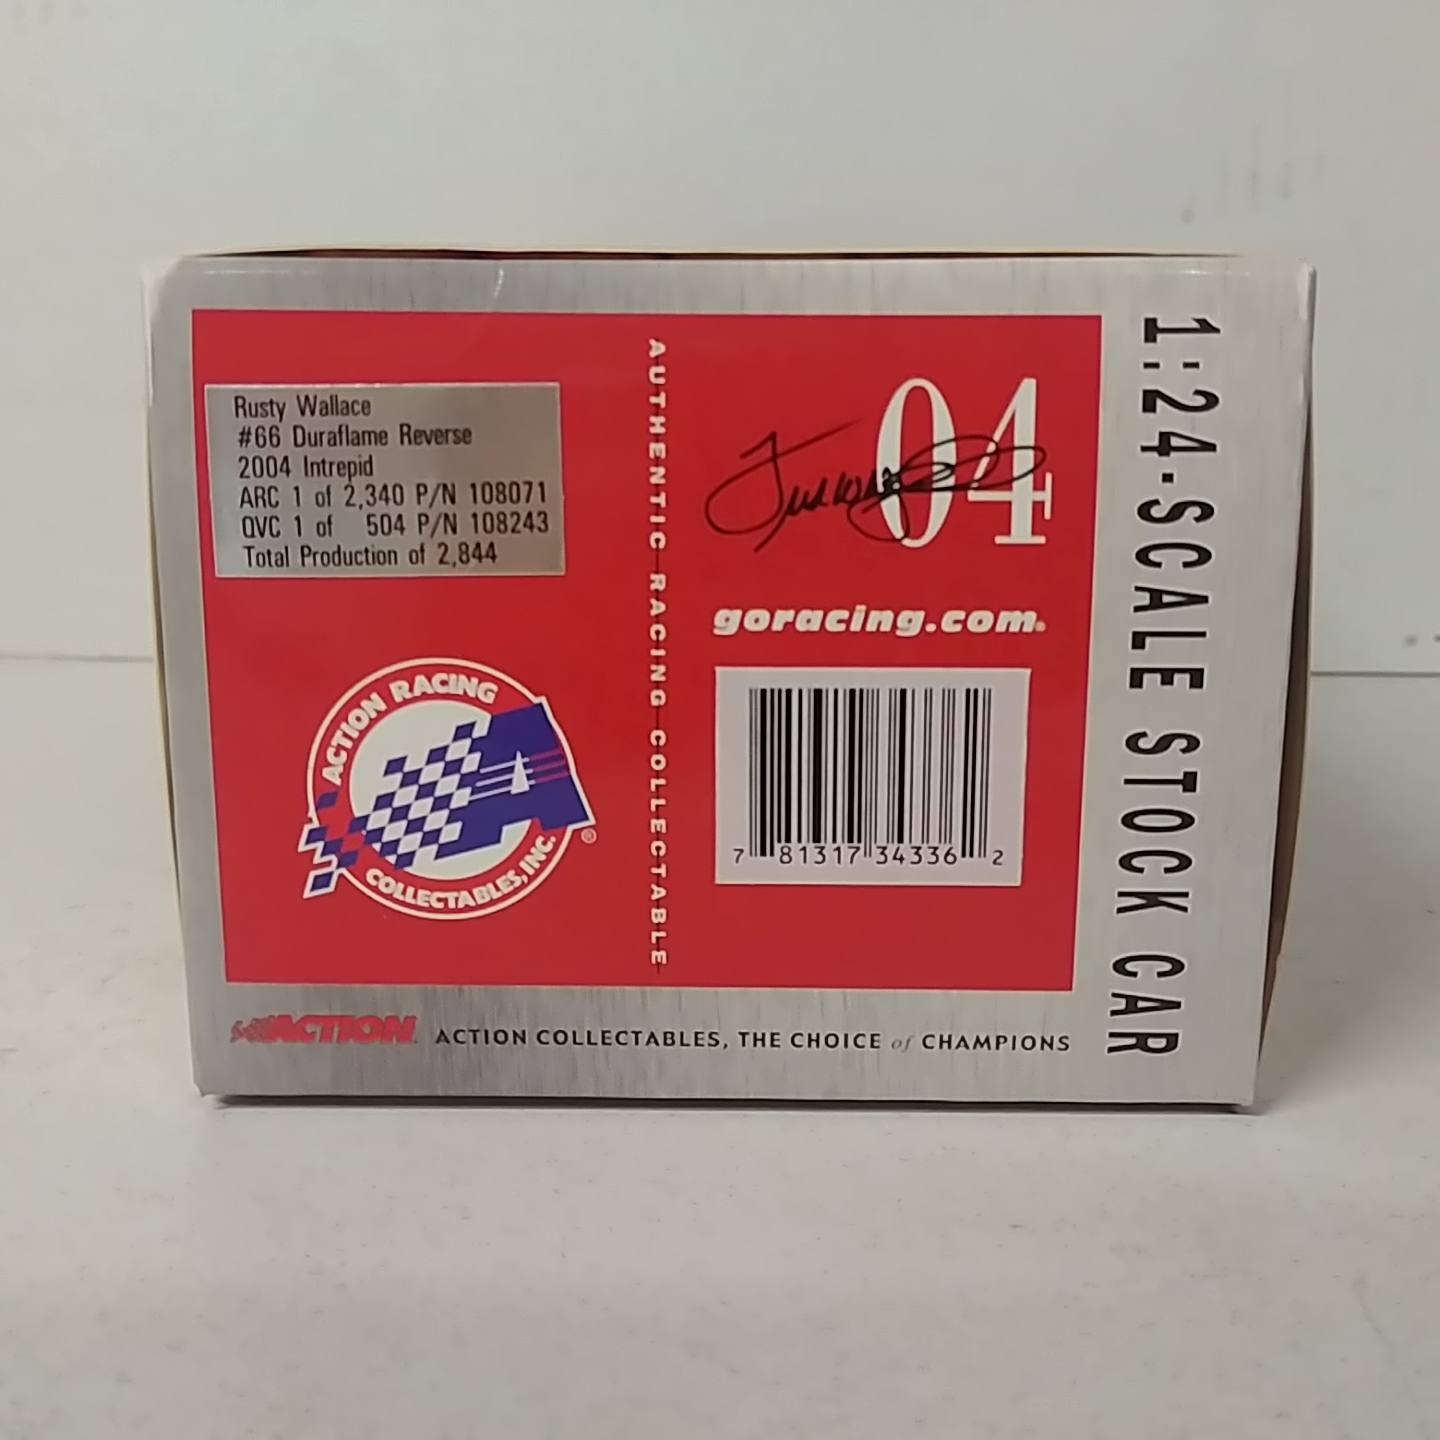 Rusty Wallace
#66 Duraflame Reverse
2004 Intrepid
ARC 1 of 2,340 P/N 108071
QVC 1 of 504 P/N 108243
Total Production of 2,844
ACTION RACING
COLLECTABLES, INC.
®
AUTHENTIC RACING COLLECTABLE
04
goracing.com®
7 81317 34336 2
1:24-SCALE STOCK CAR
ACTION
ACTION COLLECTABLES, THE CHOICE of CHAMPIONS